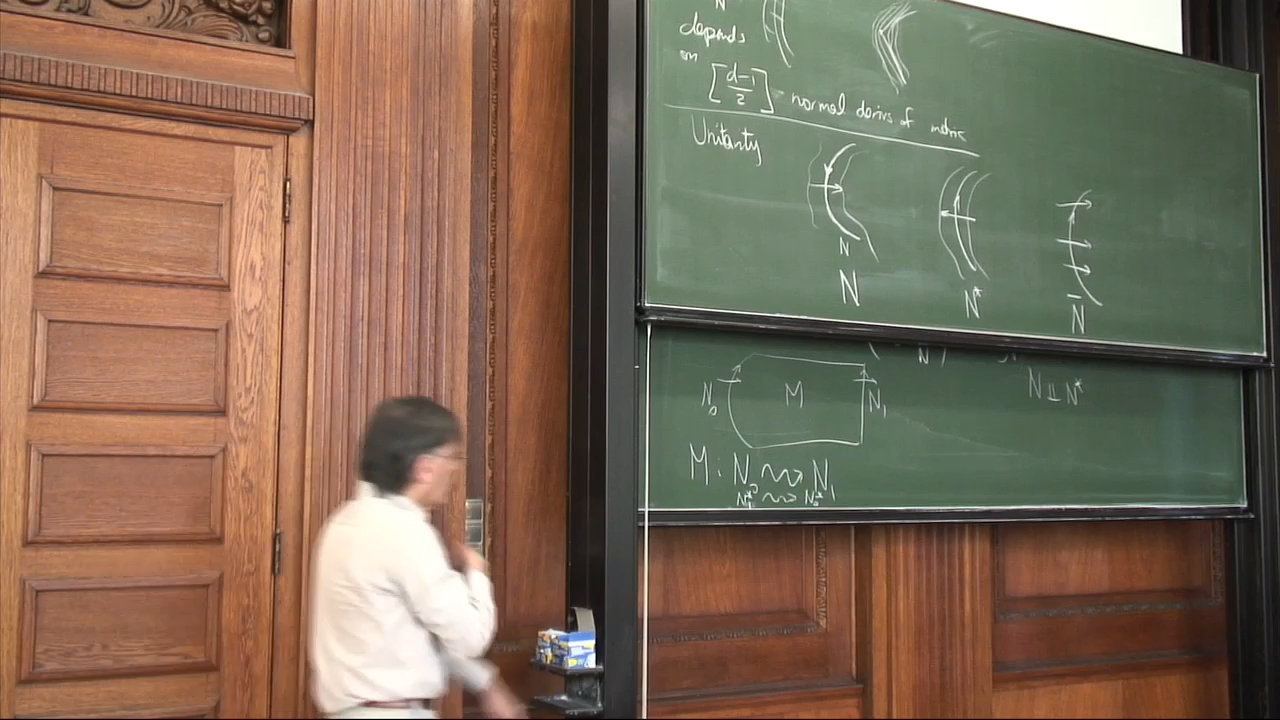 N
depends
on
[d-1/2] normal derivs of metric
Unitarity
N
N N* N̄
N
N ⊥⊥ N*
N₀ M N₁
M : N₀ ⇝ N₁
N₁* ⇝ N₀*